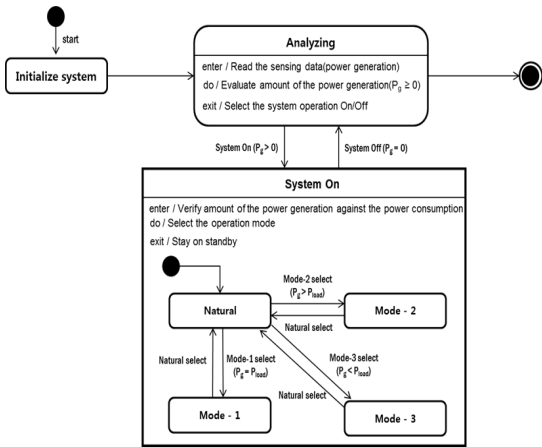 start
Initialize system
Analyzing
enter / Read the sensing data(power generation)
do / Evaluate amount of the power generation(Pg ≥ 0)
exit / Select the system operation On/Off
System On (Pg > 0)
System Off (Pg = 0)
System On
enter / Verify amount of the power generation against the power consumption
do / Select the operation mode
exit / Stay on standby
Mode-2 select
(Pg > Pload)
Natural
Mode - 2
Natural select
Natural select
Mode-1 select
(Pg = Pload)
Mode-3 select
(Pg < Pload)
Natural select
Mode - 1
Mode - 3